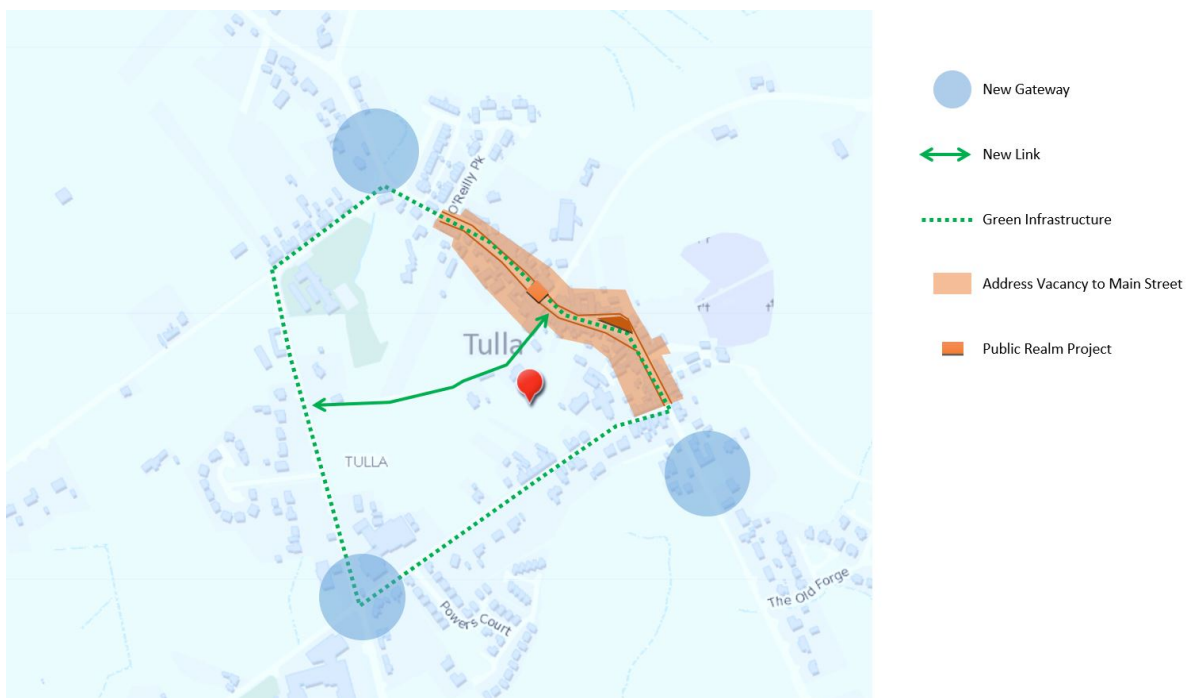 O'Reilly Pk
Tulla
TULLA
Powers Court
The Old Forge
New Gateway
New Link
Green Infrastructure
Address Vacancy to Main Street
Public Realm Project